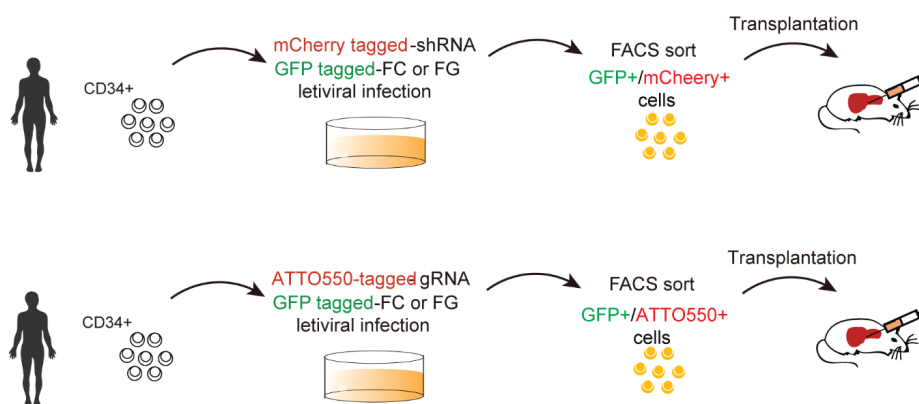 Transplantation
mCherry tagged-shRNA
GFP tagged-FC or FG
letiviral infection
FACS sort
GFP+/mCheery+
cells
CD34+
Transplantation
ATTO550-tagged-gRNA
GFP tagged-FC or FG
letiviral infection
FACS sort
GFP+/ATTO550+
cells
CD34+